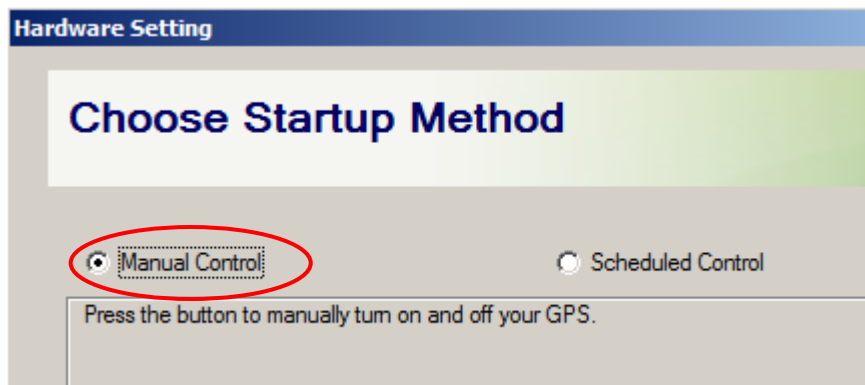 Hardware Setting
Choose Startup Method
Manual Control Scheduled Control
Press the button to manually turn on and off your GPS.